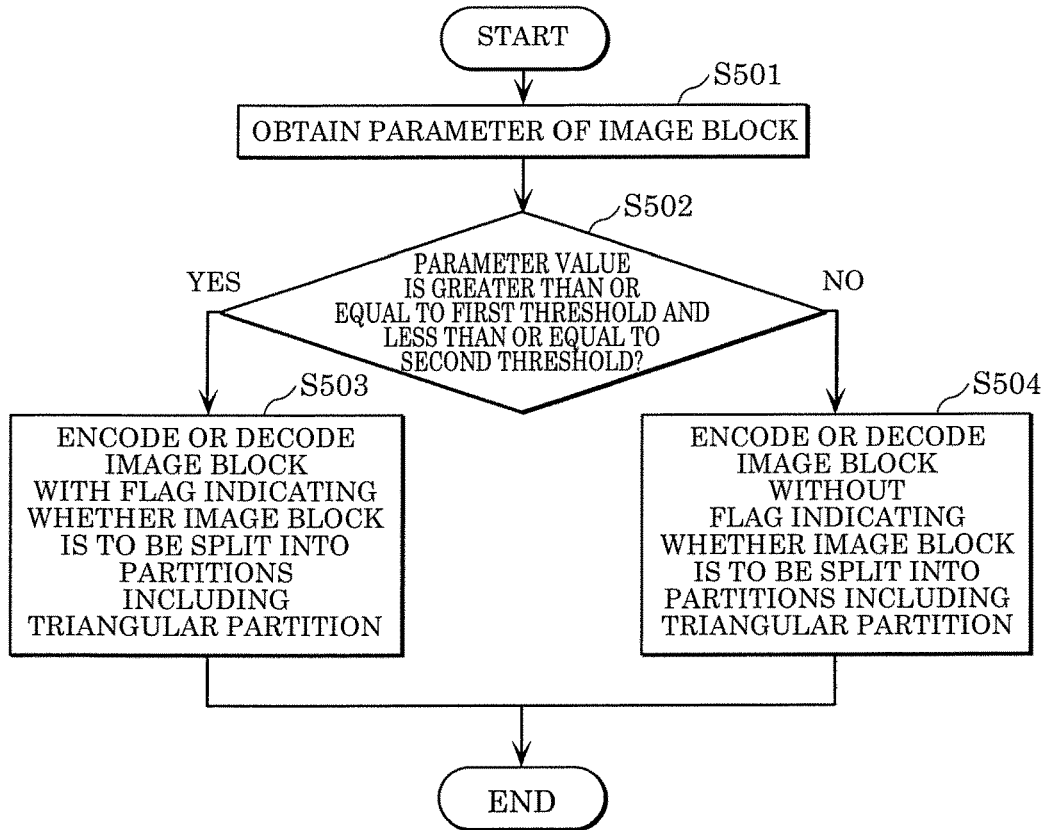 START
S501
OBTAIN PARAMETER OF IMAGE BLOCK
S502
PARAMETER VALUE
IS GREATER THAN OR
EQUAL TO FIRST THRESHOLD AND
LESS THAN OR EQUAL TO
SECOND THRESHOLD?
YES
NO
S503
ENCODE OR DECODE
IMAGE BLOCK
WITH FLAG INDICATING
WHETHER IMAGE BLOCK
IS TO BE SPLIT INTO
PARTITIONS
INCLUDING
TRIANGULAR PARTITION
S504
ENCODE OR DECODE
IMAGE BLOCK
WITHOUT
FLAG INDICATING
WHETHER IMAGE BLOCK
IS TO BE SPLIT INTO
PARTITIONS INCLUDING
TRIANGULAR PARTITION
END